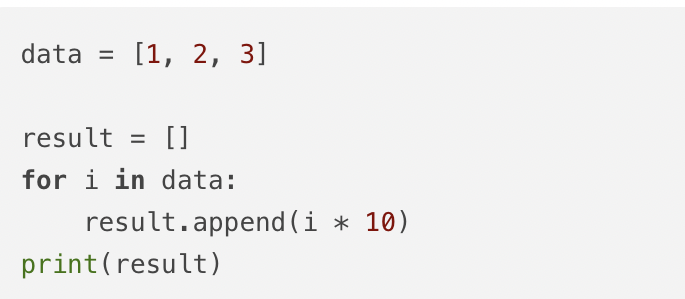 data = [1, 2, 3]

result = []
for i in data:
    result.append(i * 10)
print(result)